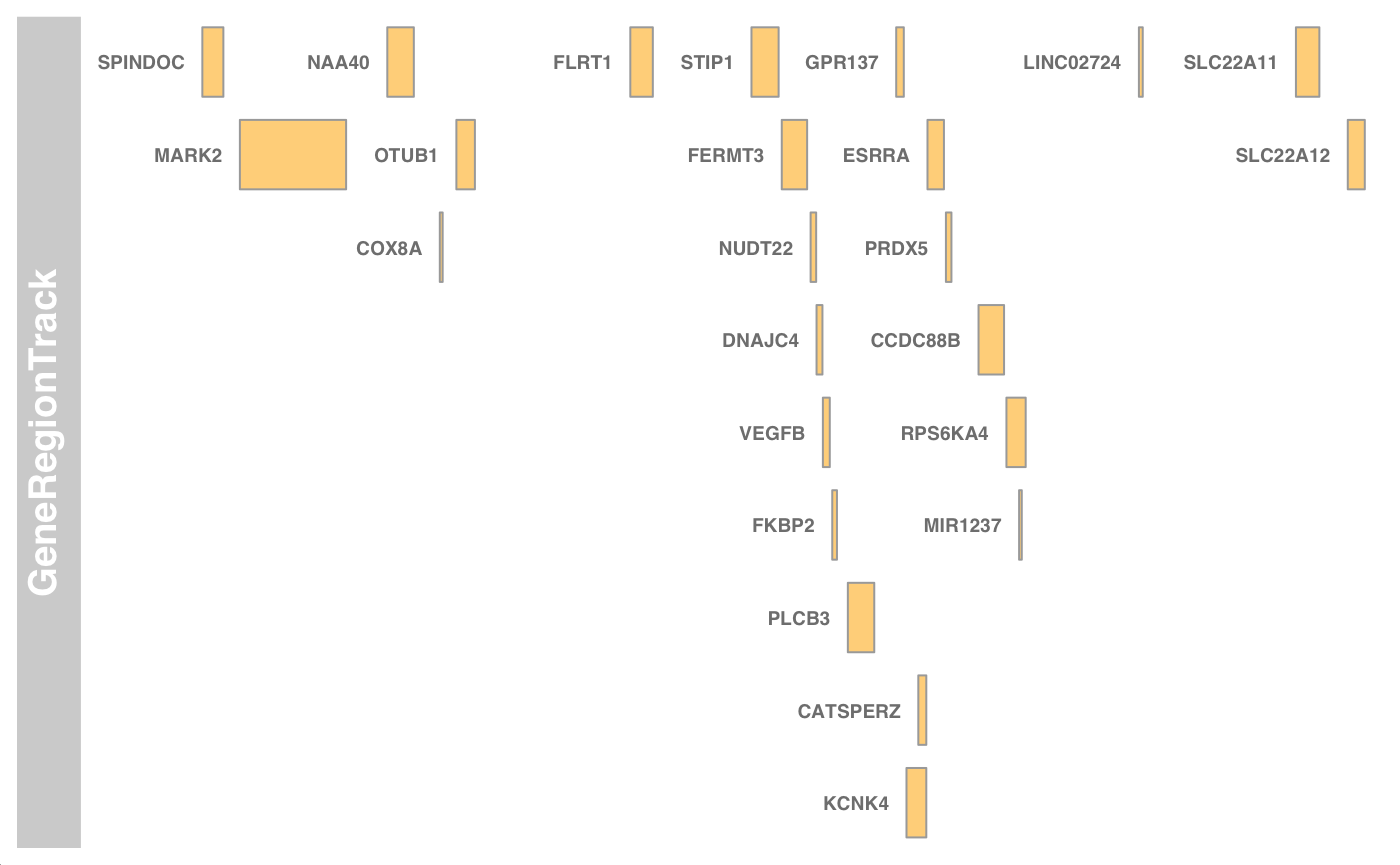 GeneRegionTrack
SPINDOC NAA40 FLRT1 STIP1 GPR137 LINC02724 SLC22A11
MARK2 OTUB1 FERMT3 ESRRA SLC22A12
COX8A NUDT22 PRDX5
DNAJC4 CCDC88B
VEGFB RPS6KA4
FKBP2 MIR1237
PLCB3
CATSPERZ
KCNK4